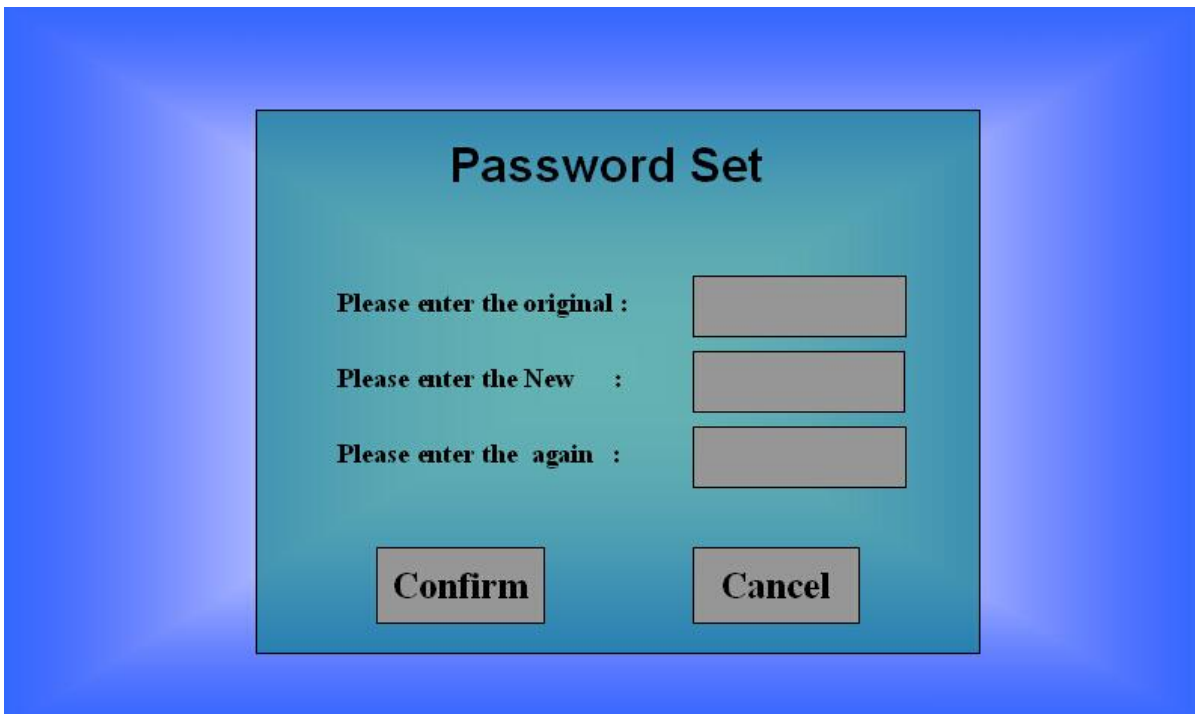 Password Set
Please enter the original :
Please enter the New :
Please enter the again :
Confirm
Cancel